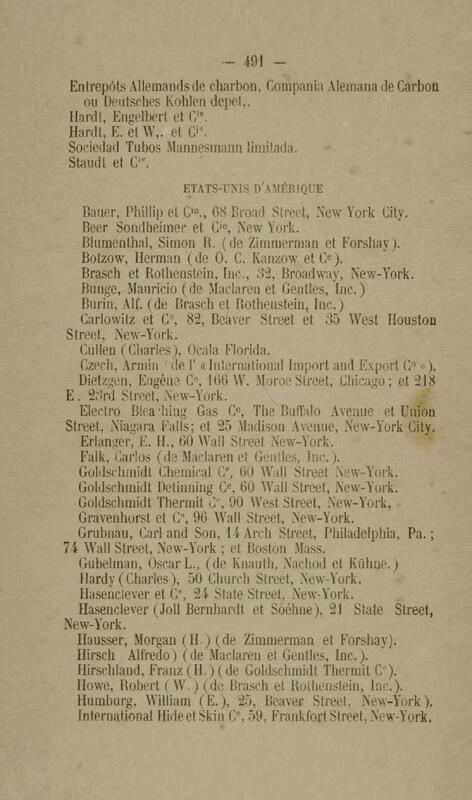 — 491 —
Entrepôts Allemands de charbon, Compania Alemana de Carbon
ou Deutsches Kohlen depet,.
Hardt, Engelbert et Cie.
Hardt, E. et W,. et Cie.
Sociedad Tubos Mannesmann limitada.
Staudt et Cie.
ETATS-UNIS D'AMÉRIQUE
Bauer, Phillip et Cie., 68 Broad Street, New York City.
Beer Sondheimer et Cie, New York.
Blumenthal, Simon R. (de Zimmerman et Forshay).
Botzow, Herman (de O. C. Kanzow et Ce).
Brasch et Rothenstein, Inc., 32, Broadway, New-York.
Bunge, Mauricio (de Maclaren et Gentles, Inc.)
Burin, Alf. (de Brasch et Rothenstein, Inc.)
Carlowitz et Co, 82, Beaver Street et 35 West Houston
Street, New-York.
Cullen (Charles), Ocala Florida.
Czech, Armin ' de l' « International Import and Export Co »).
Dietzgen, Eugène Ce, 166 W. Moroe Street, Chicago ; et 218
E. 23rd Street, New-York.
Electro Bleaching Gas Ce, The Buffalo Avenue et Union
Street, Niagara Falls; et 25 Madison Avenue, New-York City.
Erlanger, E. H., 60 Wall Street New-York.
Falk, Carlos (de Maclaren et Gentles, Inc.).
Goldschmidt Chemical Ce, 60 Wall Street New-York.
Goldschmidt Detinning Ce, 60 Wall Street, New-York.
Goldschmidt Thermit Ce, 90 West Street, New-York,
Gravenhorst et Co, 96 Wall Street, New-York.
Grubnau, Carl and Son, 14 Arch Street, Philadelphia, Pa. ;
74 Wall Street, New-York ; et Boston Mass.
Gubelman, Oscar L., (de Knauth, Nachod et Kühne.)
Hardy (Charles), 50 Church Street, New-York.
Hasenclever et Ce, 24 State Street, New-York.
Hasenclever (Joll Bernhardt et Soéhne), 21 State Street,
New-York.
Hausser, Morgan (H.) (de Zimmerman et Forshay).
Hirsch Alfredo) (de Maclaren et Gentles, Inc.).
Hirschland, Franz (H.) (de Goldschmidt Thermit Co).
Howe, Robert (W.) (de Brasch et Rothenstein, Inc.).
Humburg, William (E.), 25, Beaver Street, New-York).
International Hide et Skin Ce, 59, Frankfort Street, New-York.